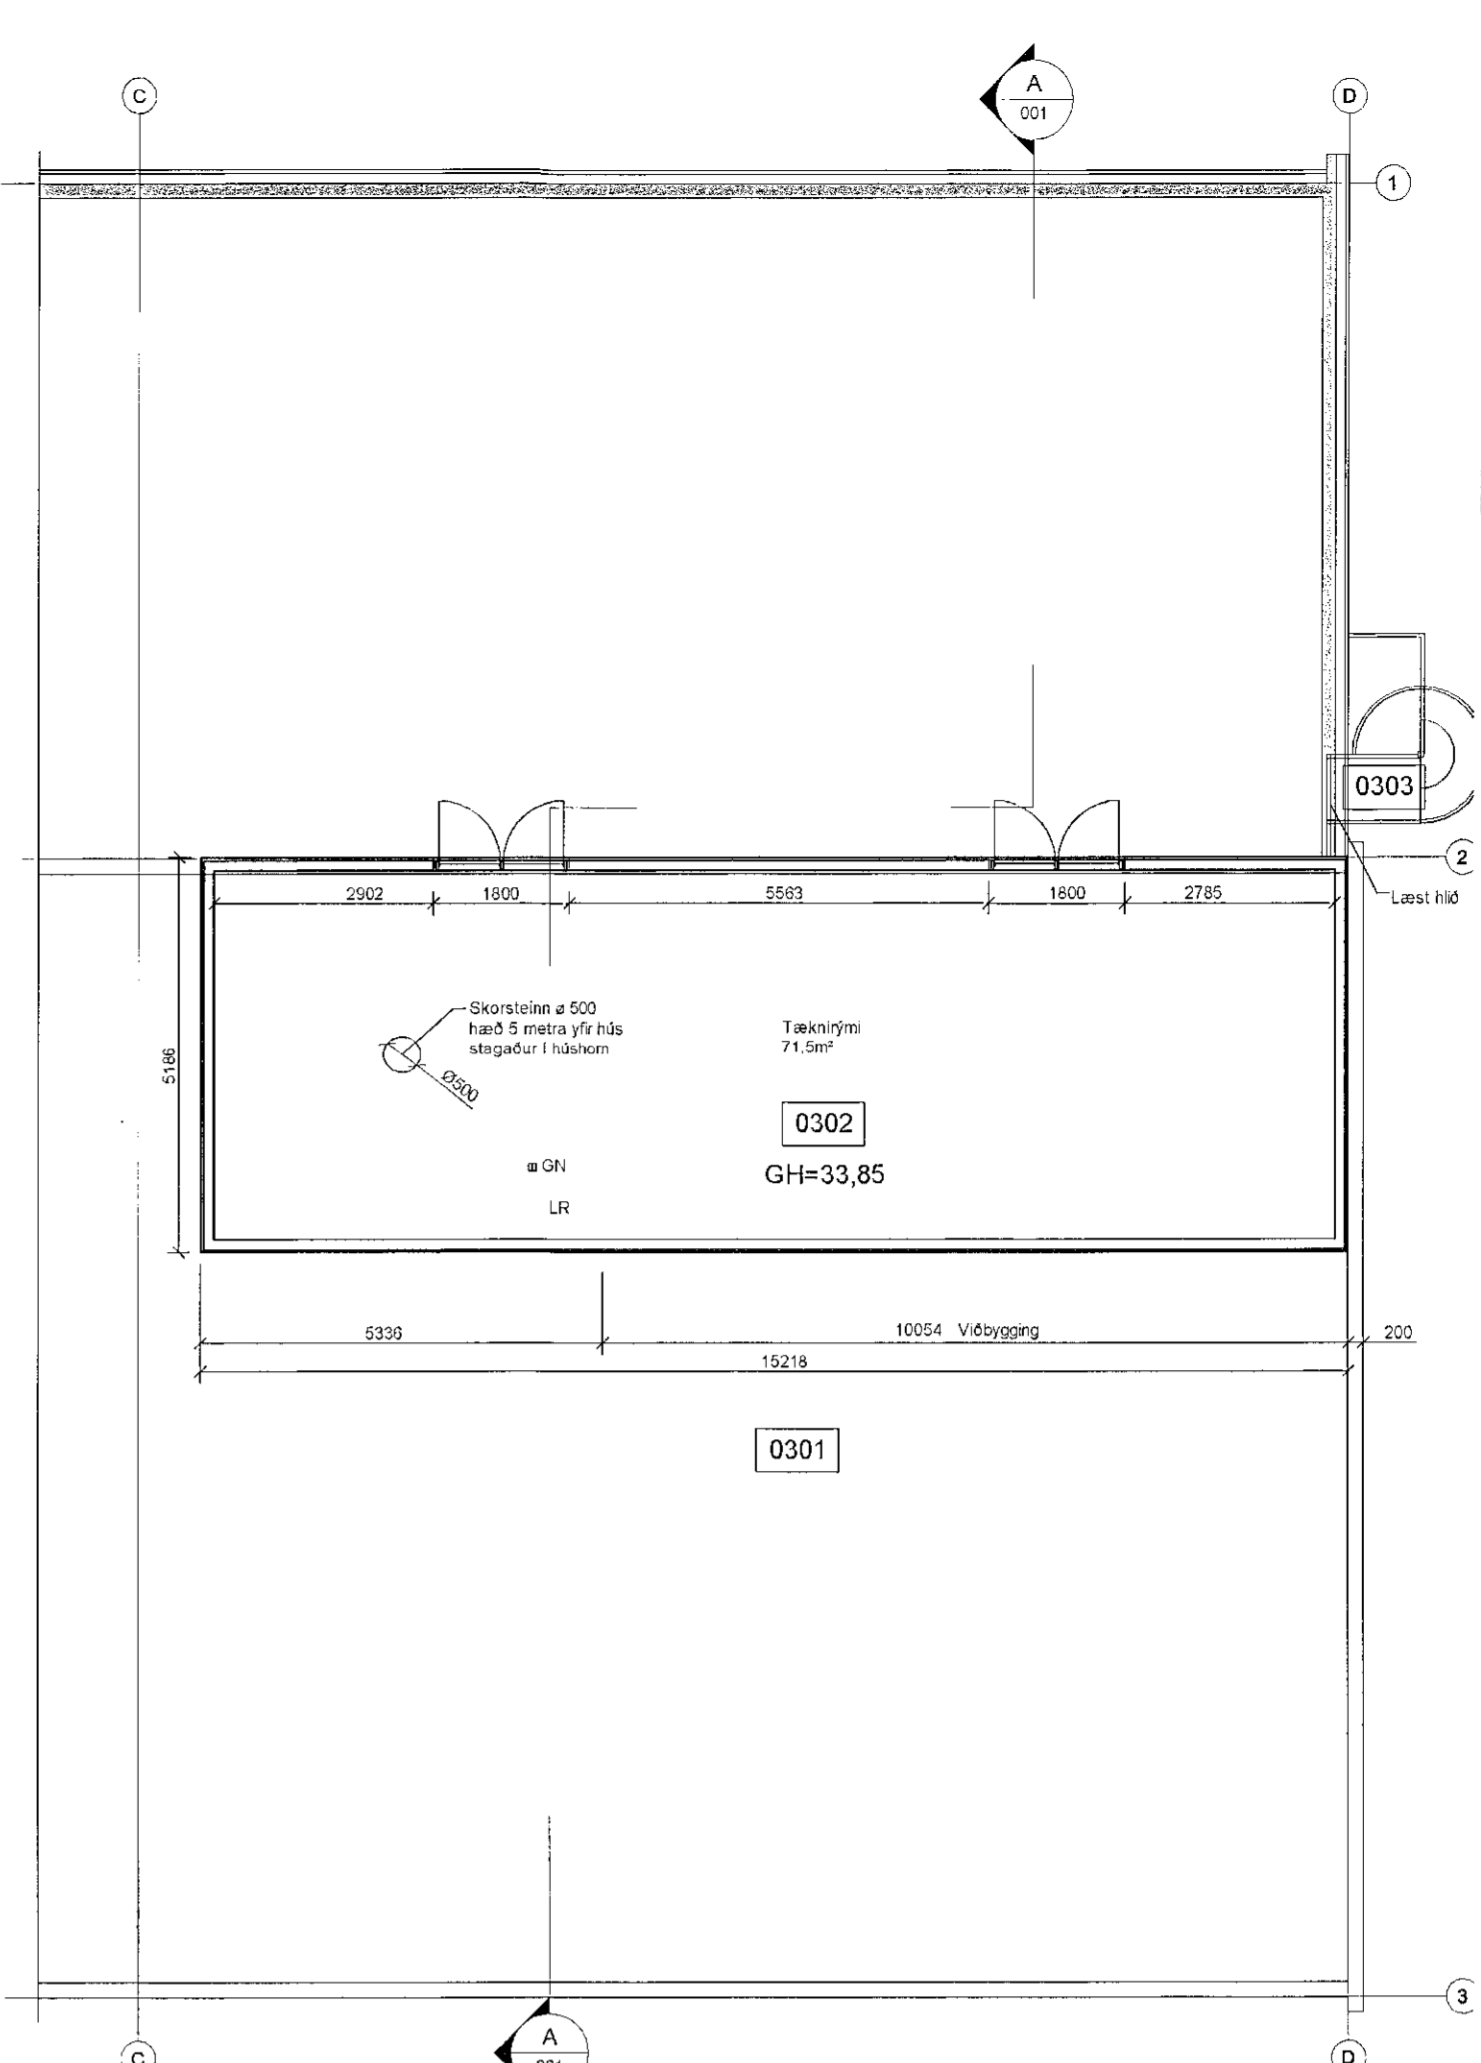 C
A
001
D
1
0303
2
Læst hlið
2902
1800
5563
1800
2785
Skorsteinn ø 500
hæð 5 metra yfir hús
stagaður í húshorn
Ø500
Tæknirými
71,5m²
5186
0302
GN
GH=33,85
LR
5336
10054 Viðbygging
200
15218
0301
3
A
C
D